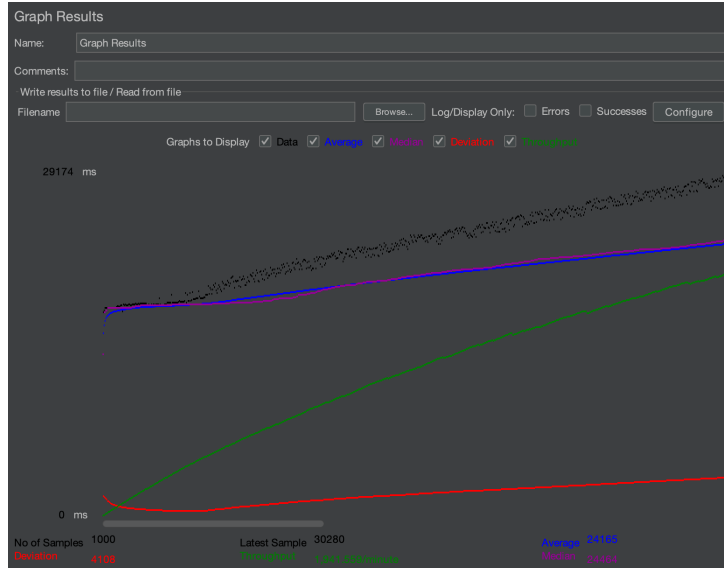 Graph Results
Name: Graph Results
Comments:
Write results to file / Read from file
Filename Browse... Log/Display Only: Errors Successes Configure
Graphs to Display Data Average Median Deviation Throughput
29174 ms
0 ms
No of Samples 1000 Latest Sample 30280 Average 24165
Deviation 4108 Throughput Median